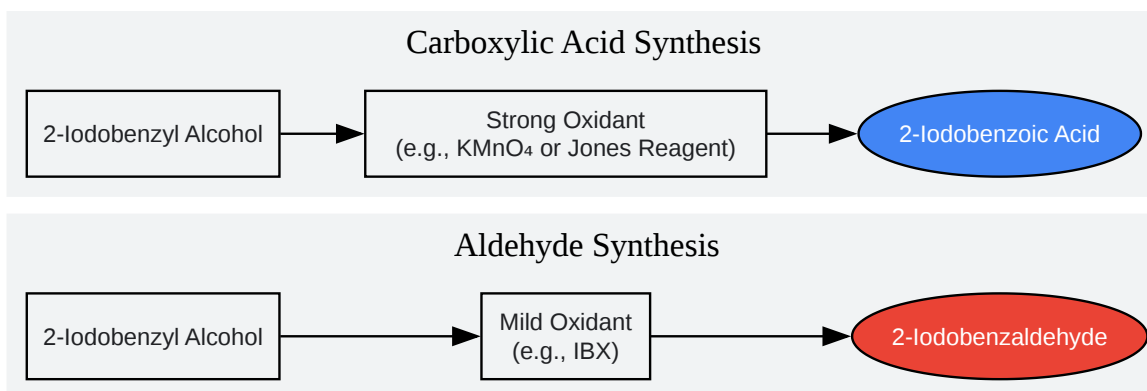 Carboxylic Acid Synthesis
2-Iodobenzyl Alcohol
Strong Oxidant
(e.g., KMnO₄ or Jones Reagent)
2-Iodobenzoic Acid
Aldehyde Synthesis
2-Iodobenzyl Alcohol
Mild Oxidant
(e.g., IBX)
2-Iodobenzaldehyde